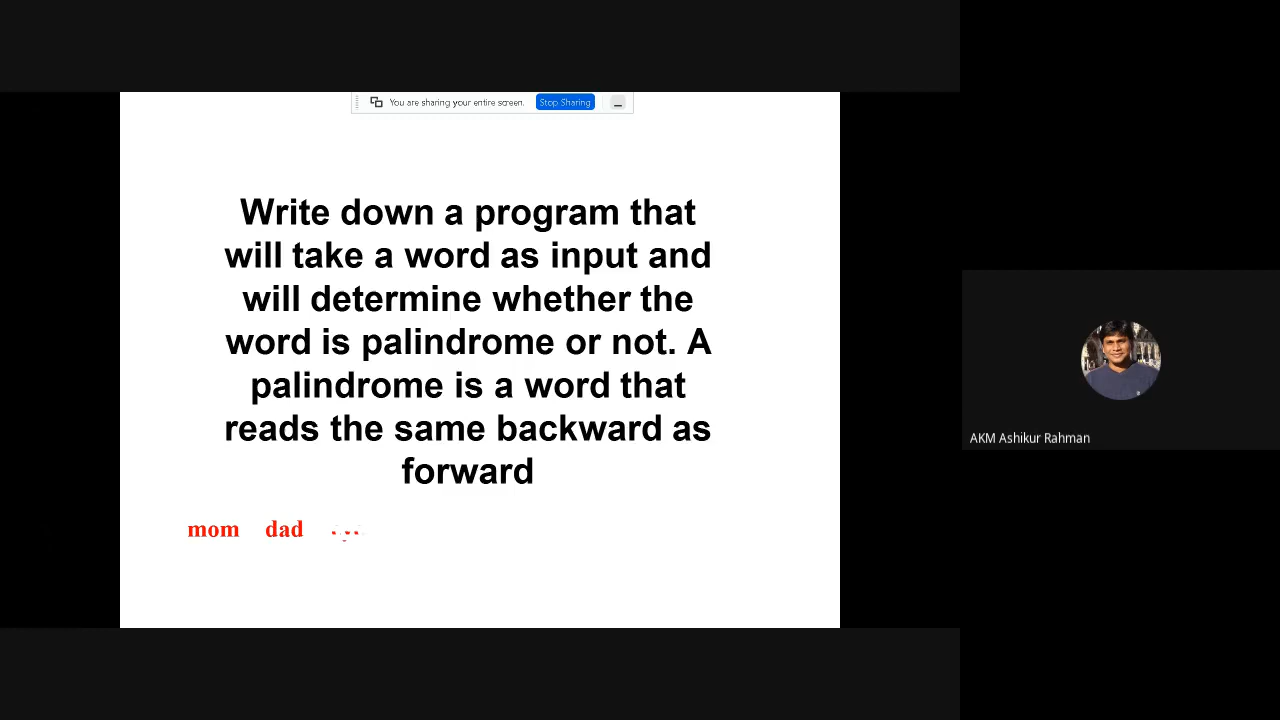 You are sharing your entire screen. Stop Sharing
Write down a program that
will take a word as input and
will determine whether the
word is palindrome or not. A
palindrome is a word that
reads the same backward as
forward
mom dad
AKM Ashikur Rahman